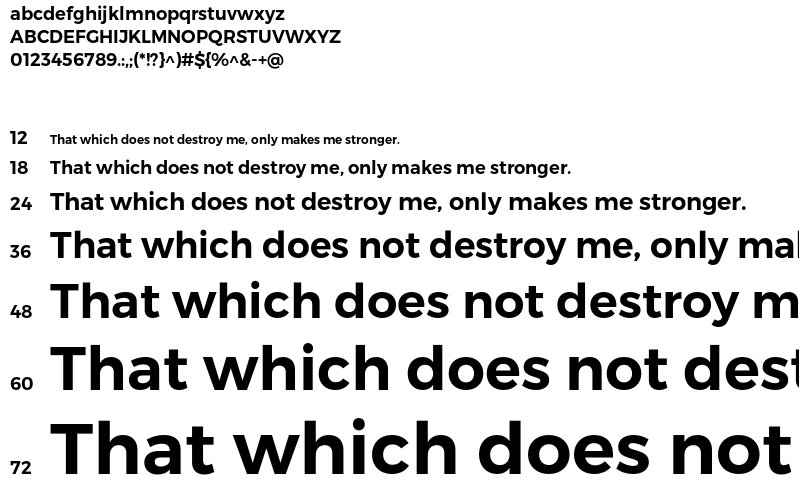 abcdefghijklmnopqrstuvwxyz
ABCDEFGHIJKLMNOPQRSTUVWXYZ
0123456789.:,;(*!?}^)#${%^&-+@
12 That which does not destroy me, only makes me stronger.
18 That which does not destroy me, only makes me stronger.
24 That which does not destroy me, only makes me stronger.
36 That which does not destroy me, only mal
48 That which does not destroy m
60 That which does not dest
72 That which does not